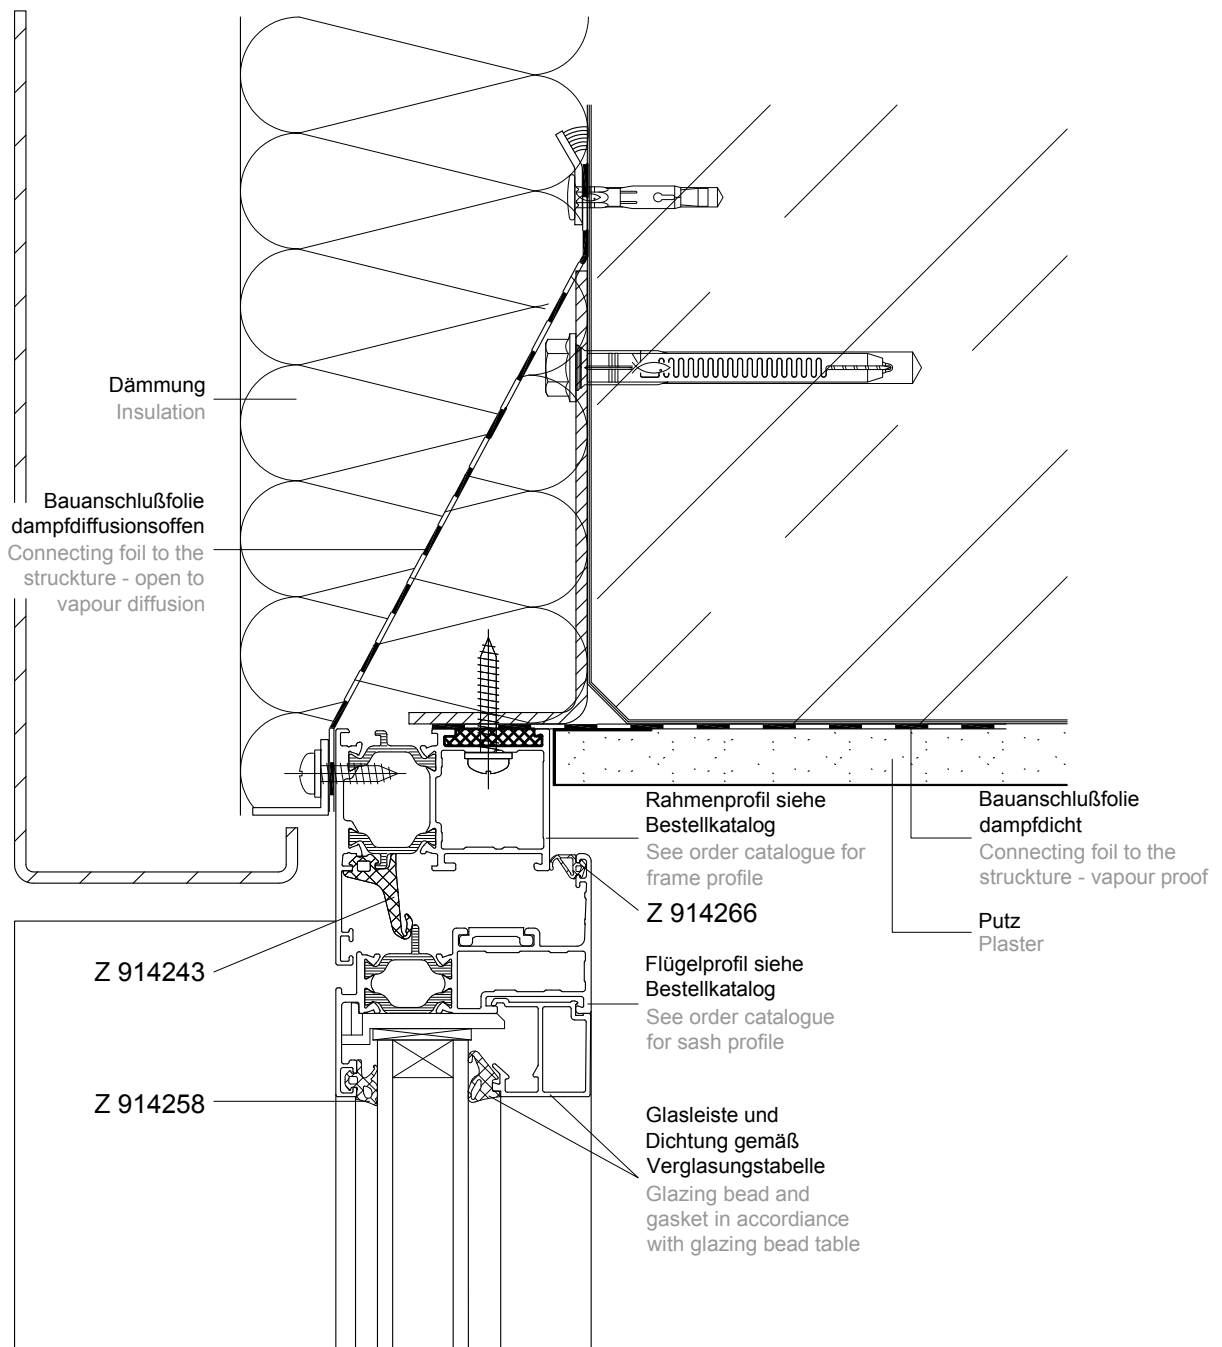 Dämmung
Insulation
Bauanschlußfolie
dampfdiffusionsoffen
Connecting foil to the
struckture - open to
vapour diffusion
Rahmenprofil siehe
Bestellkatalog
See order catalogue for
frame profile
Z 914266
Bauanschlußfolie
dampfdicht
Connecting foil to the
struckture - vapour proof
Putz
Plaster
Z 914243
Flügelprofil siehe
Bestellkatalog
See order catalogue
for sash profile
Z 914258
Glasleiste und
Dichtung gemäß
Verglasungstabelle
Glazing bead and
gasket in accordiance
with glazing bead table